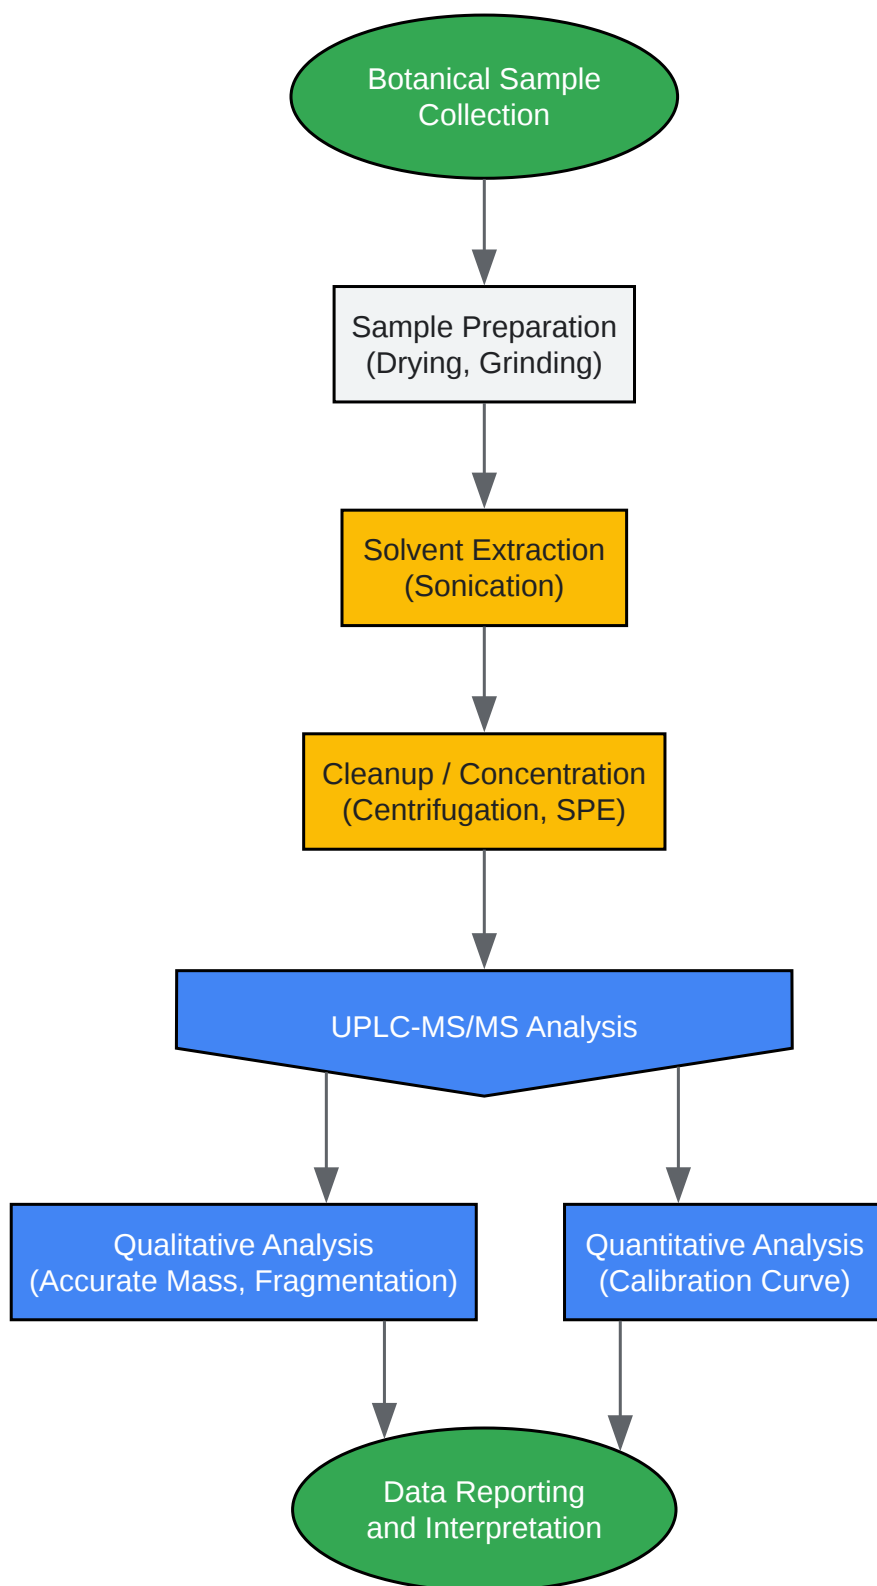 Botanical Sample
Collection
Sample Preparation
(Drying, Grinding)
Solvent Extraction
(Sonication)
Cleanup / Concentration
(Centrifugation, SPE)
UPLC-MS/MS Analysis
Qualitative Analysis
(Accurate Mass, Fragmentation)
Quantitative Analysis
(Calibration Curve)
Data Reporting
and Interpretation